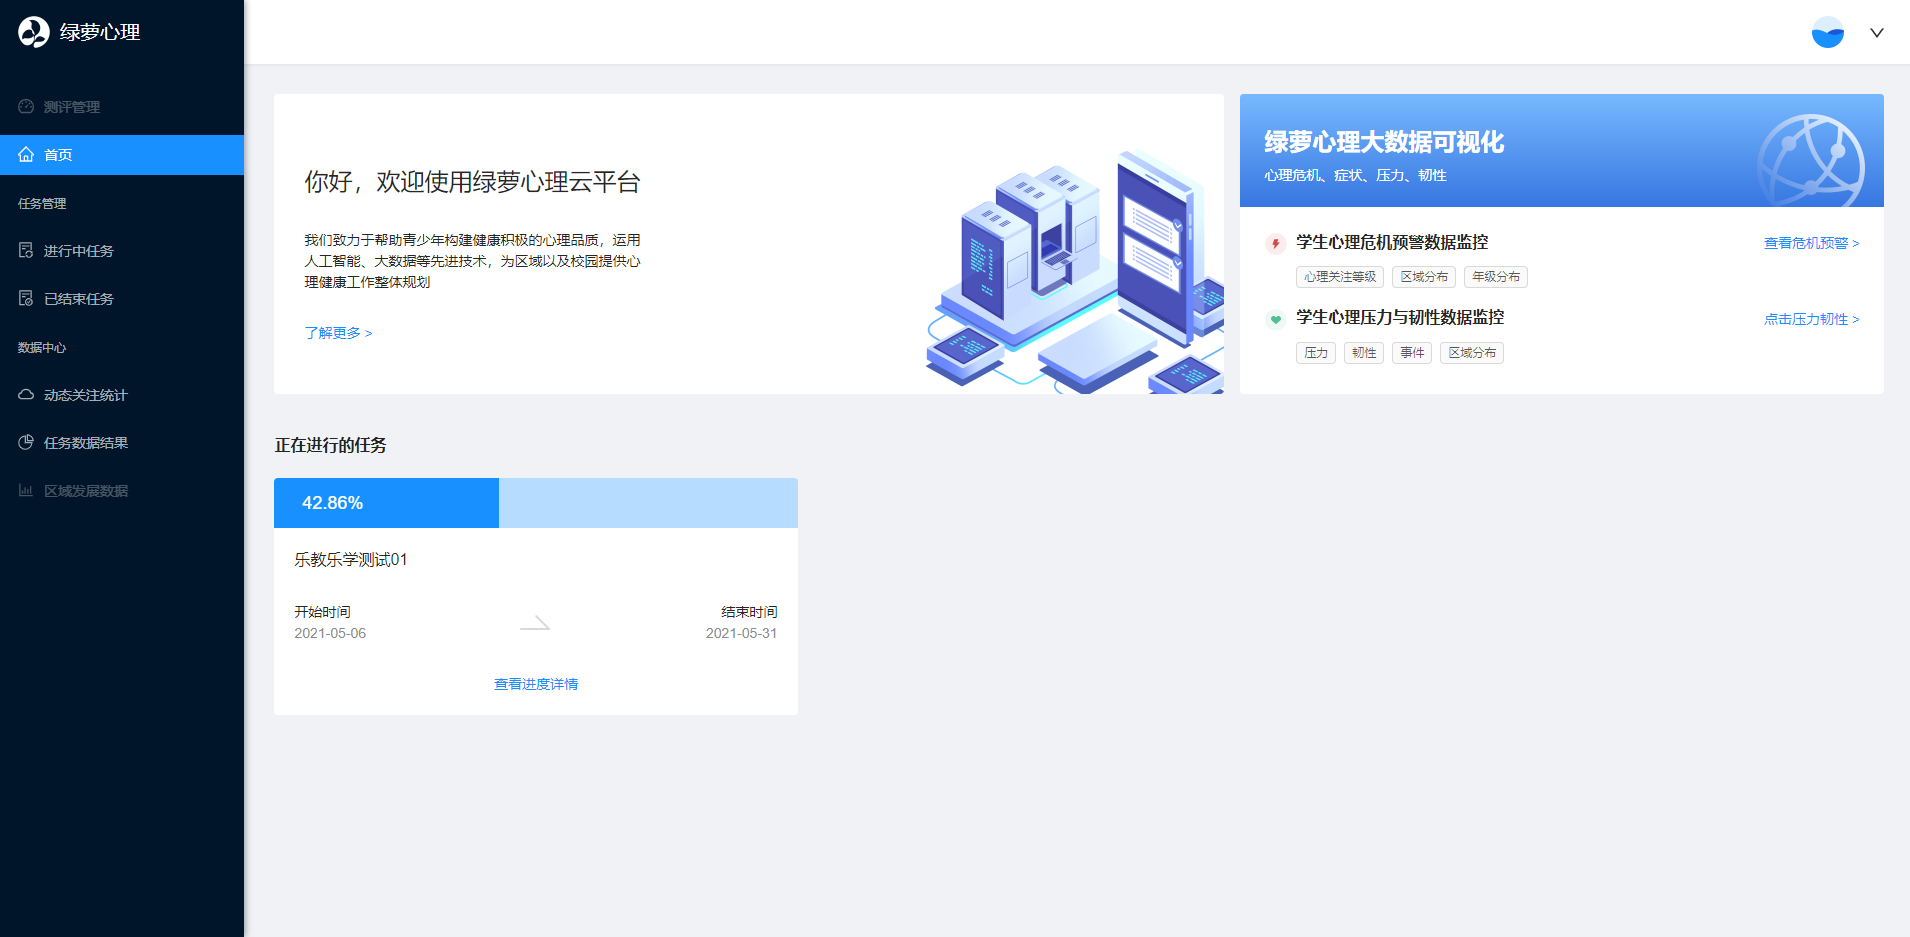 绿萝心理
测评管理
首页
任务管理
进行中任务
已结束任务
数据中心
动态关注统计
任务数据结果
区域发展数据
你好，欢迎使用绿萝心理云平台
我们致力于帮助青少年构建健康积极的心理品质，运用
人工智能、大数据等先进技术，为区域以及校园提供心
理健康工作整体规划
了解更多 >
绿萝心理大数据可视化
心理危机、症状、压力、韧性
学生心理危机预警数据监控
查看危机预警 >
心理关注等级 区域分布 年级分布
学生心理压力与韧性数据监控
点击压力韧性 >
压力 韧性 事件 区域分布
正在进行的任务
42.86%
乐教乐学测试01
开始时间 结束时间
2021-05-06 2021-05-31
查看进度详情